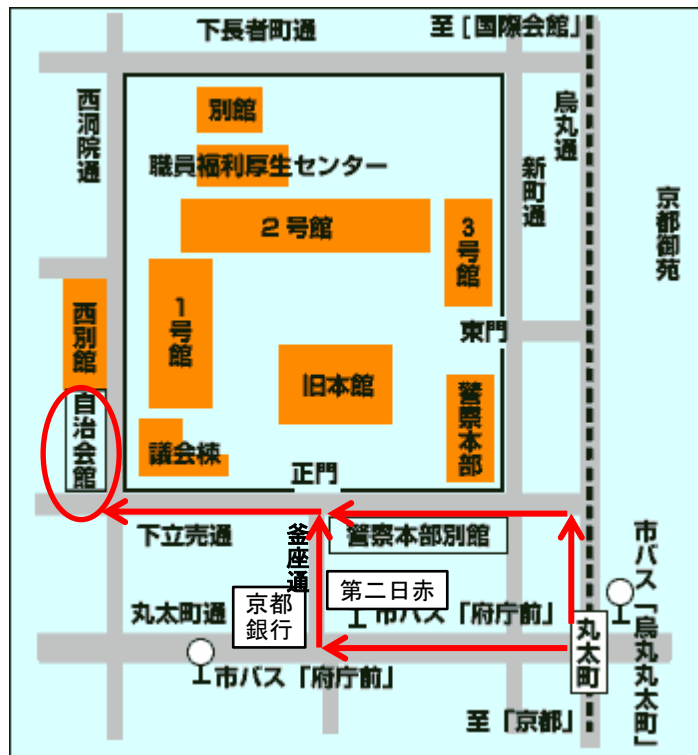 下長者町通
至[国際会館」
西洞院通
別館
烏丸通
職員福利厚生センター
新町通
京都御苑
2号館
3号館
1号館
西別館
東門
旧本館
自治会館
警察本部
議会棟
正門
下立売通
釜座通
警察本部別館
市バス「烏丸丸太町」
丸太町通
京都
銀行
第二日赤
市バス「府庁前」
丸太町
市バス「府庁前」
至「京都」